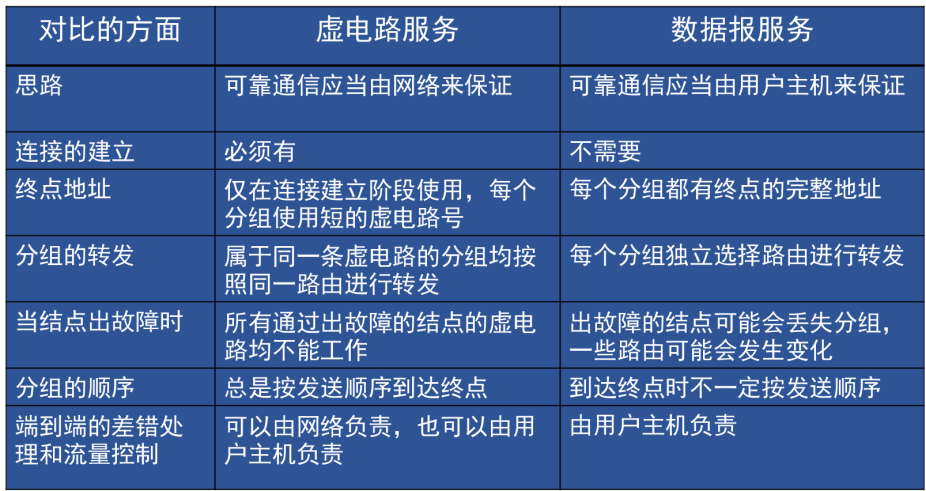 对比的方面
虚电路服务
数据报服务
思路
可靠通信应当由网络来保证
可靠通信应当由用户主机来保证
连接的建立
必须有
不需要
终点地址
仅在连接建立阶段使用，每个
分组使用短的虚电路号
每个分组都有终点的完整地址
分组的转发
属于同一条虚电路的分组均按
照同一路由进行转发
每个分组独立选择路由进行转发
当结点出故障时
所有通过出故障的结点的虚电
路均不能工作
出故障的结点可能会丢失分组，
一些路由可能会发生变化
分组的顺序
总是按发送顺序到达终点
到达终点时不一定按发送顺序
端到端的差错处
理和流量控制
可以由网络负责，也可以由用
户主机负责
由用户主机负责